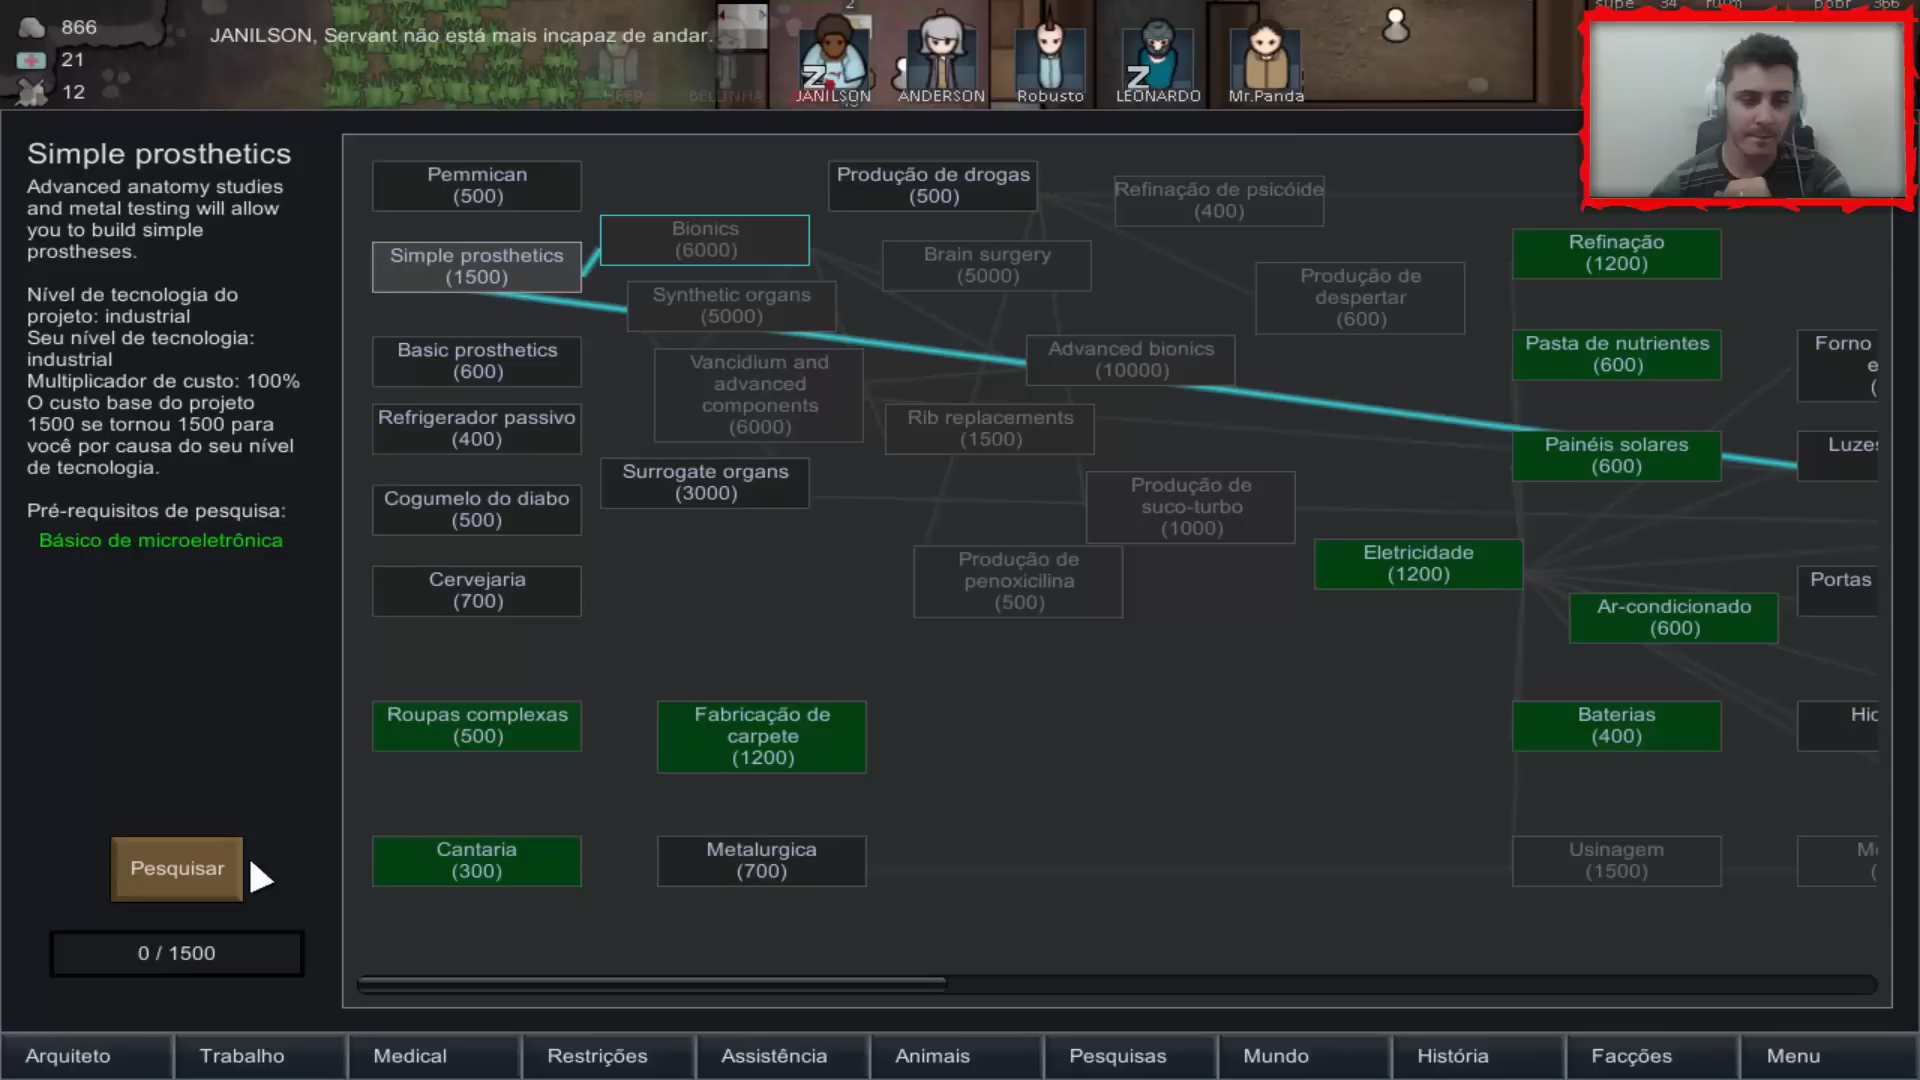 866
21
12
JANILSON, Servant não está mais incapaz de andar.
2
JANILSON
ANDERSON
Robusto
LEONARDO
Mr.Panda
Simple prosthetics
Advanced anatomy studies
and metal testing will allow
you to build simple
prostheses.
Nível de tecnologia do
projeto: industrial
Seu nível de tecnologia:
industrial
Multiplicador de custo: 100%
O custo base do projeto
1500 se tornou 1500 para
você por causa do seu nível
de tecnologia.
Pré-requisitos de pesquisa:
Básico de microeletrônica
Pesquisar
0 / 1500
Pemmican
(500)
Produção de drogas
(500)
Refinação de psicóide
(400)
Simple prosthetics
(1500)
Bionics
(6000)
Brain surgery
(5000)
Refinação
(1200)
Synthetic organs
(5000)
Produção de
despertar
(600)
Basic prosthetics
(600)
Vancidium and
advanced
components
(6000)
Advanced bionics
(10000)
Pasta de nutrientes
(600)
Forno
e
(
Refrigerador passivo
(400)
Rib replacements
(1500)
Painéis solares
(600)
Luzes
Surrogate organs
(3000)
Cogumelo do diabo
(500)
Produção de
suco-turbo
(1000)
Cervejaria
(700)
Produção de
penoxicilina
(500)
Eletricidade
(1200)
Portas
Ar-condicionado
(600)
Roupas complexas
(500)
Fabricação de
carpete
(1200)
Baterias
(400)
Cantaria
(300)
Metalurgica
(700)
Usinagem
(1500)
(
Arquiteto
Trabalho
Medical
Restrições
Assistência
Animais
Pesquisas
Mundo
História
Facções
Menu